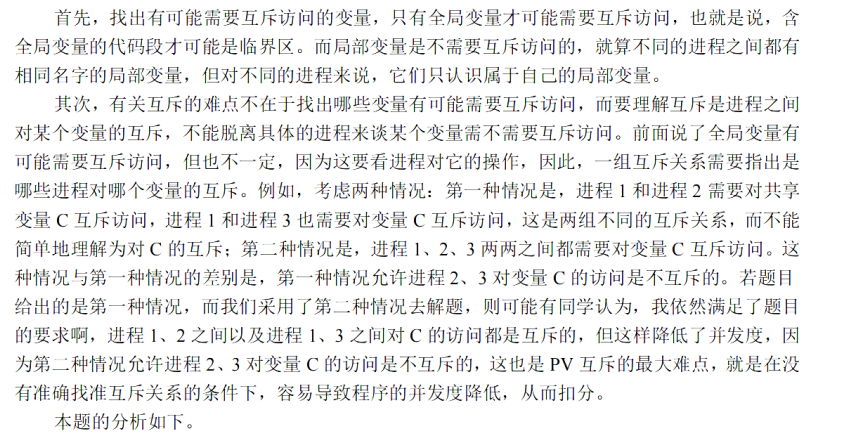 首先，找出有可能需要互斥访问的变量，只有全局变量才可能需要互斥访问，也就是说，含
全局变量的代码段才可能是临界区。而局部变量是不需要互斥访问的，就算不同的进程之间都有
相同名字的局部变量，但对不同的进程来说，它们只认识属于自己的局部变量。
其次，有关互斥的难点不在于找出哪些变量有可能需要互斥访问，而要理解互斥是进程之间
对某个变量的互斥，不能脱离具体的进程来谈某个变量需不需要互斥访问。前面说了全局变量有
可能需要互斥访问，但也不一定，因为这要看进程对它的操作，因此，一组互斥关系需要指出是
哪些进程对哪个变量的互斥。例如，考虑两种情况：第一种情况是，进程 1 和进程 2 需要对共享
变量 C 互斥访问，进程 1 和进程 3 也需要对变量 C 互斥访问，这是两组不同的互斥关系，而不能
简单地理解为对 C 的互斥；第二种情况是，进程 1、2、3 两两之间都需要对变量 C 互斥访问。这
种情况与第一种情况的差别是，第一种情况允许进程 2、3 对变量 C 的访问是不互斥的。若题目
给出的是第一种情况，而我们采用了第二种情况去解题，则可能有同学认为，我依然满足了题目
的要求啊，进程 1、2 之间以及进程 1、3 之间对 C 的访问都是互斥的，但这样降低了并发度，因
为第二种情况允许进程 2、3 对变量 C 的访问是不互斥的，这也是 PV 互斥的最大难点，就是在没
有准确找准互斥关系的条件下，容易导致程序的并发度降低，从而扣分。
本题的分析如下。